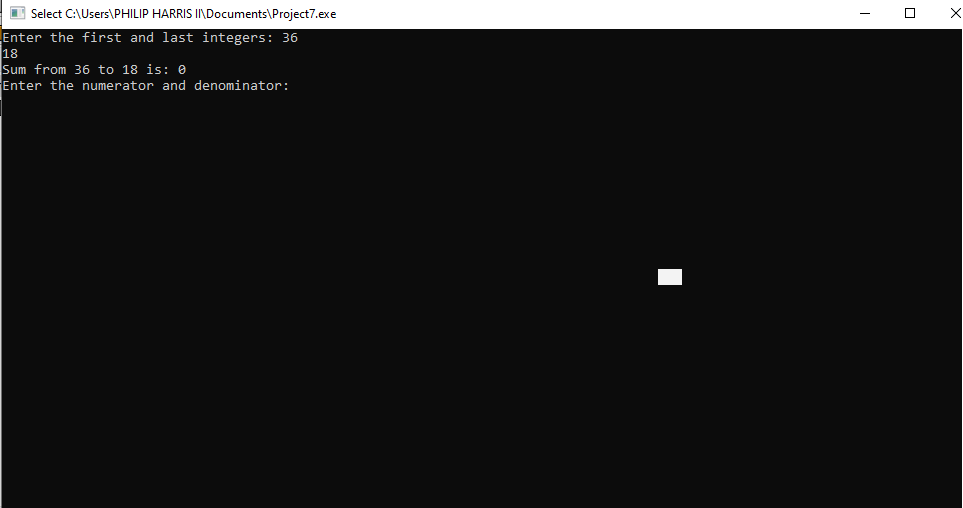 Select C:\Users\PHILIP HARRIS II\Documents\Project7.exe
Enter the first and last integers: 36
18
Sum from 36 to 18 is: 0
Enter the numerator and denominator: